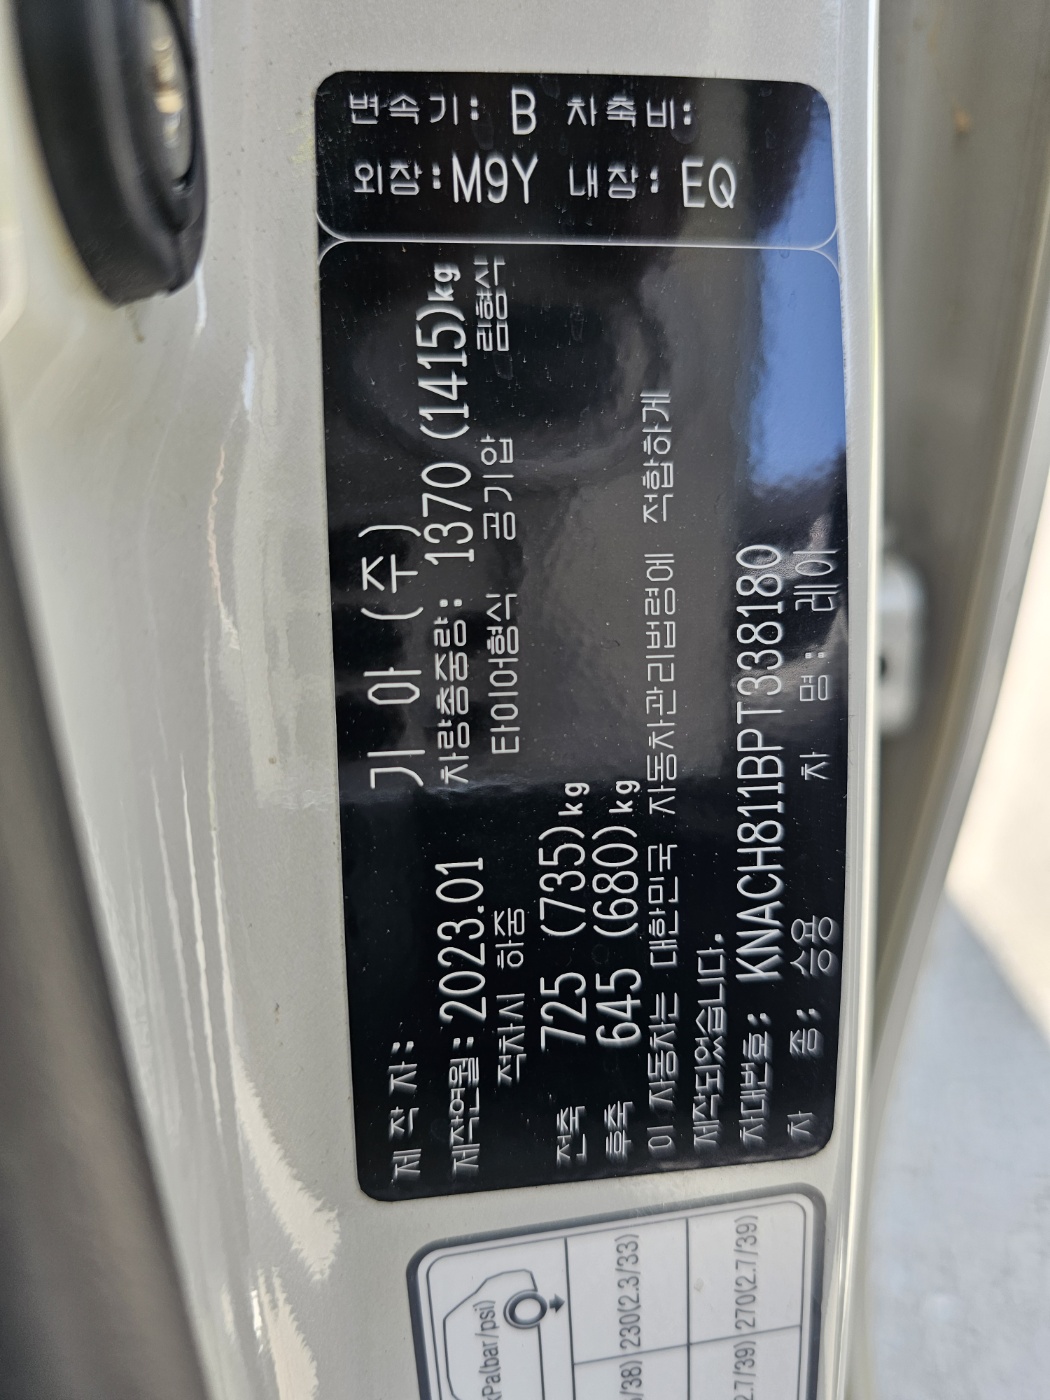 변속기: B 차축비:
외장: M9Y 내장: EQ
제 작 자: 기 아 (주)
제작연월: 2023.01 차량총중량: 1370 (1415)kg
적차시 하중 타이어형식 공기압 림형식
전축 725 (735)kg
후축 645 (680)kg
이 자동차는 대한민국 자동차관리법령에 적합하게
제작되었습니다.
차대번호: KNACH811BPT338180
차 종: 승용 차 명: 레이
kPa(bar/psi)
/38) 230(2.3/33)
2.7/39) 270(2.7/39)